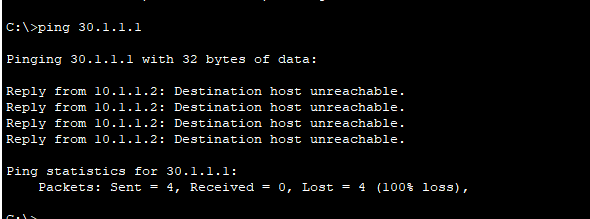 C:\>ping 30.1.1.1
Pinging 30.1.1.1 with 32 bytes of data:
Reply from 10.1.1.2: Destination host unreachable.
Reply from 10.1.1.2: Destination host unreachable.
Reply from 10.1.1.2: Destination host unreachable.
Reply from 10.1.1.2: Destination host unreachable.
Ping statistics for 30.1.1.1:
    Packets: Sent = 4, Received = 0, Lost = 4 (100% loss),
C:\>